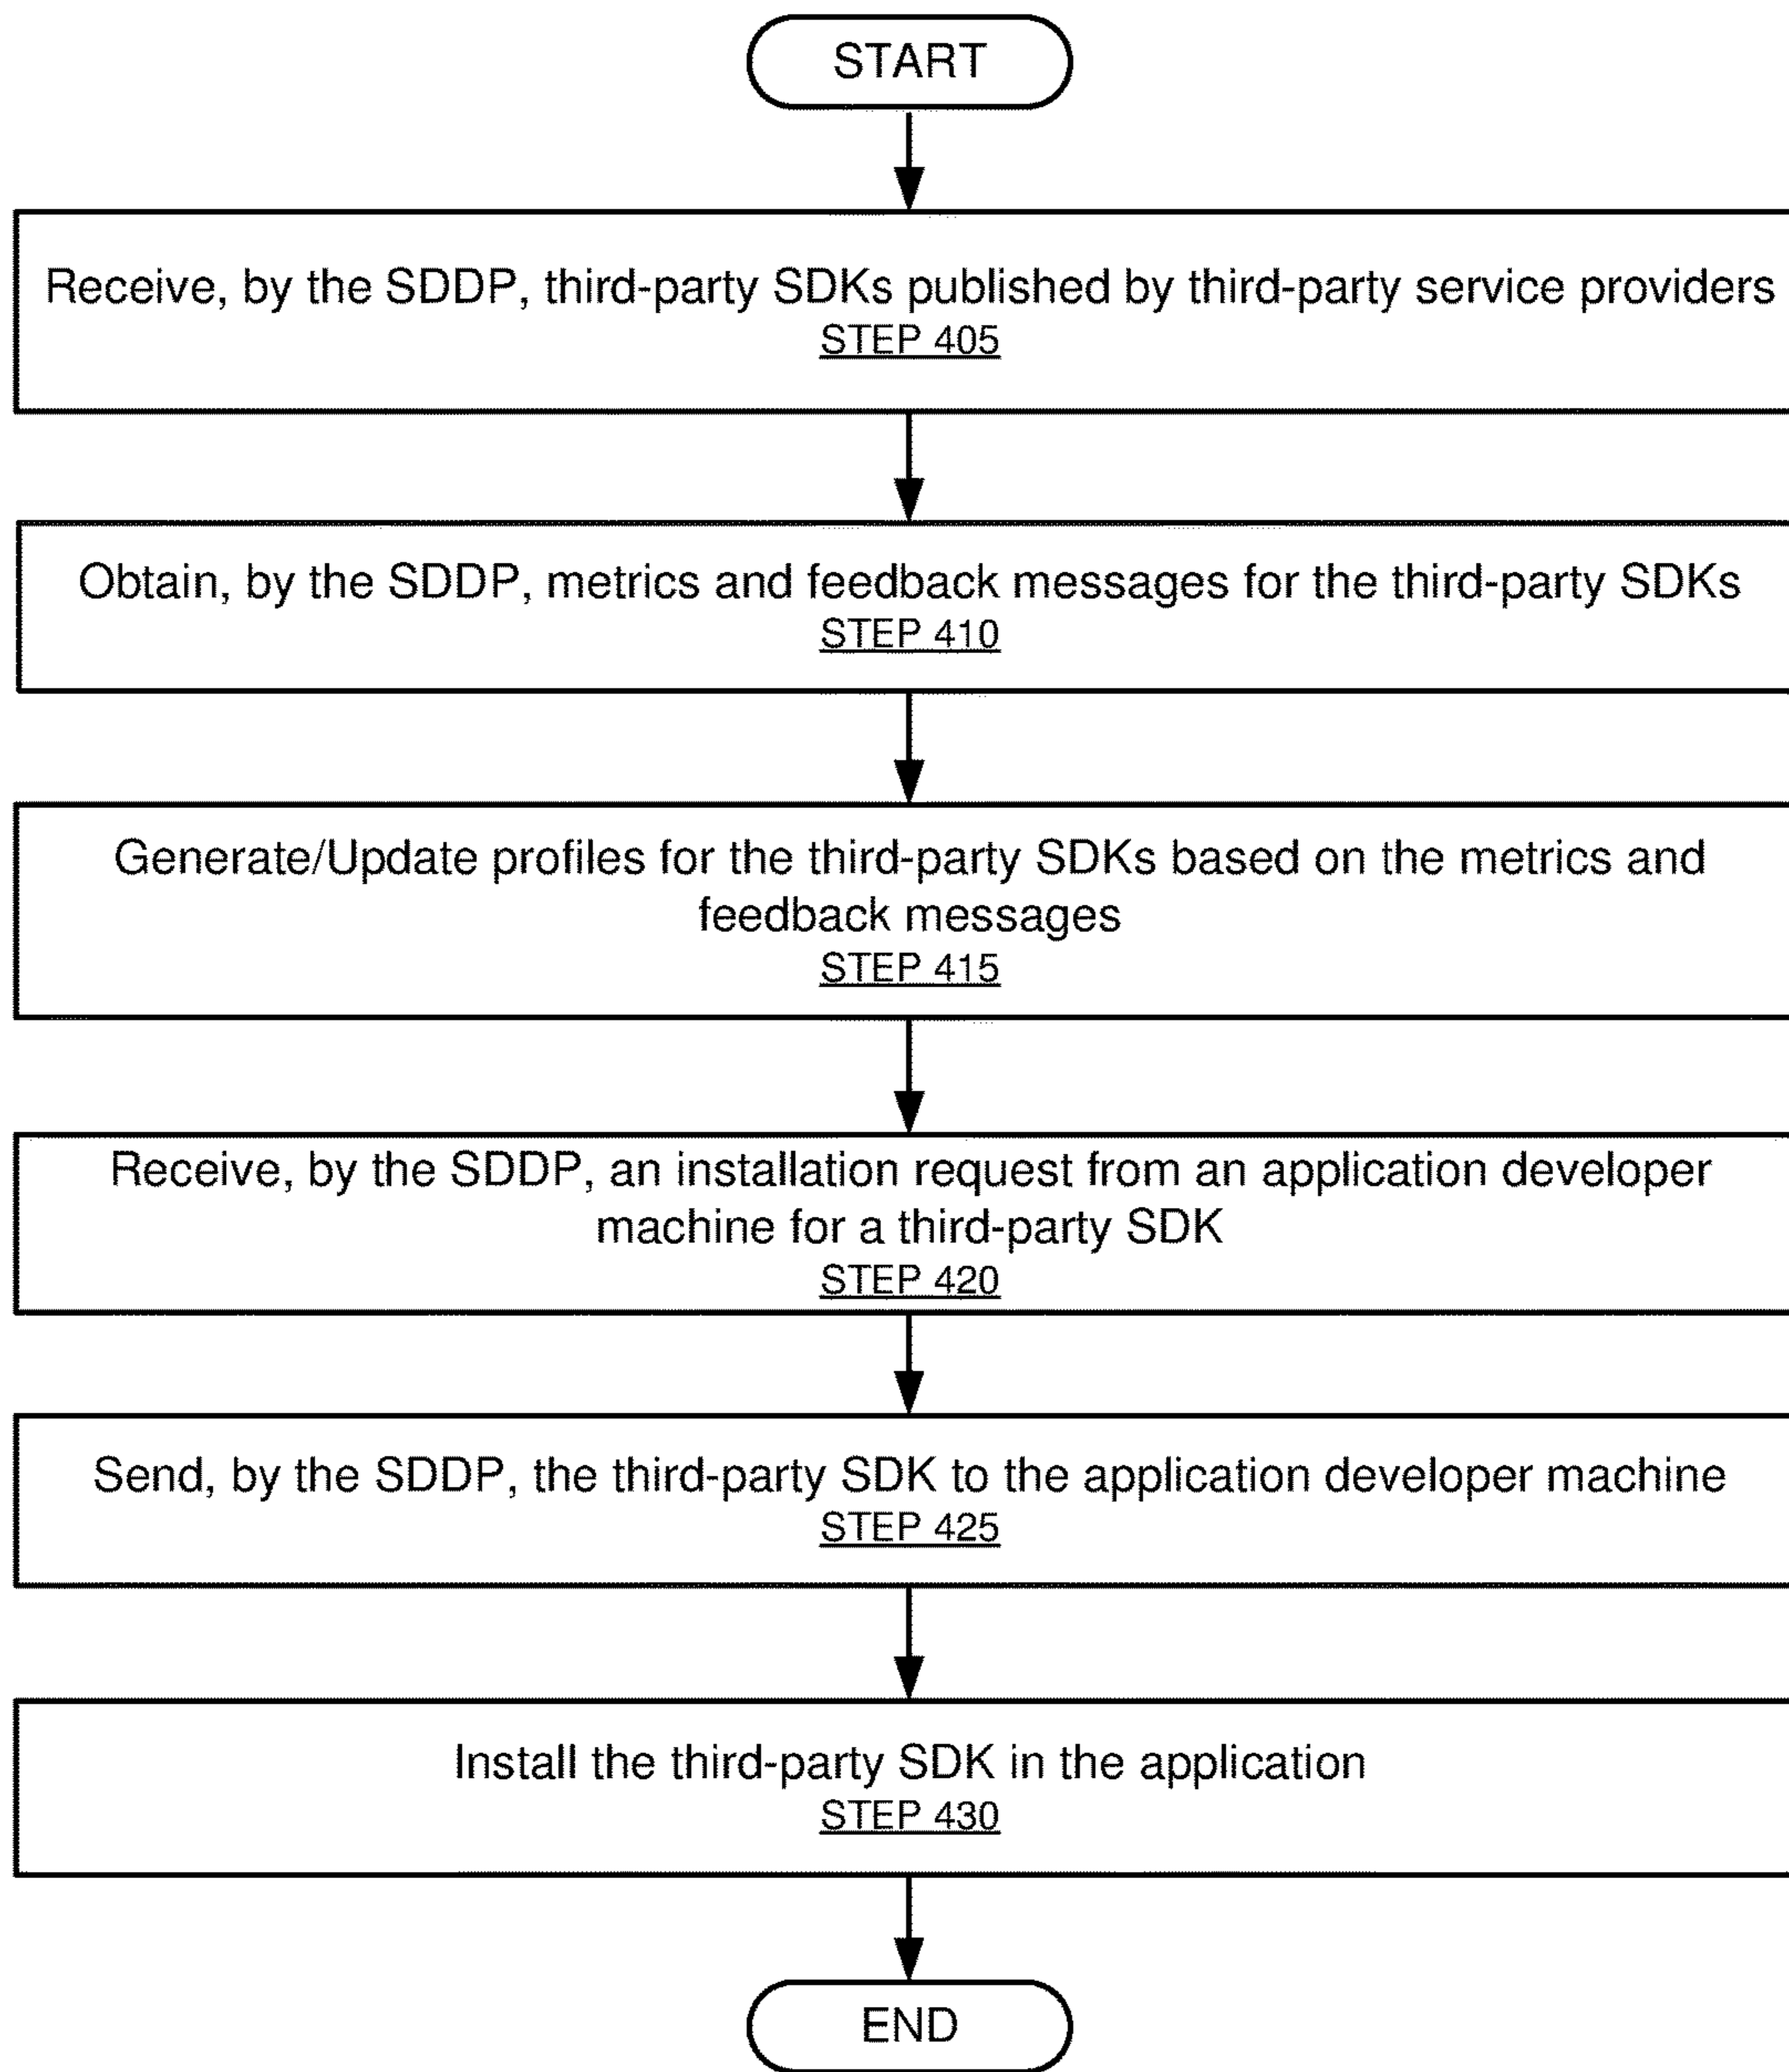 START
Receive, by the SDDP, third-party SDKs published by third-party service providers
STEP 405
Obtain, by the SDDP, metrics and feedback messages for the third-party SDKs
STEP 410
Generate/Update profiles for the third-party SDKs based on the metrics and
feedback messages
STEP 415
Receive, by the SDDP, an installation request from an application developer
machine for a third-party SDK
STEP 420
Send, by the SDDP, the third-party SDK to the application developer machine
STEP 425
Install the third-party SDK in the application
STEP 430
END